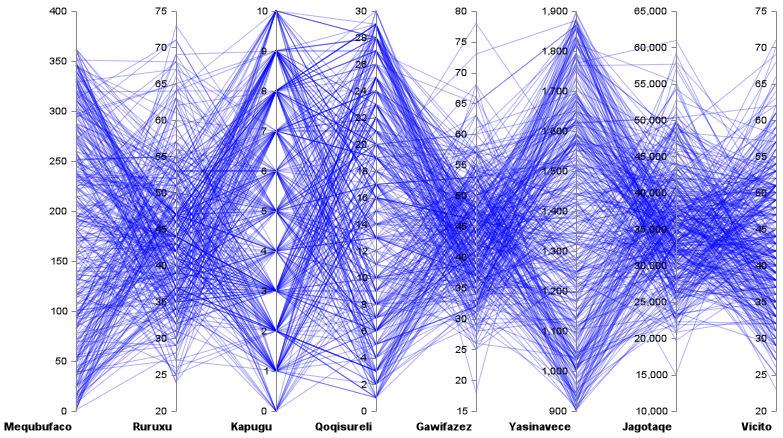 400 75 10 30 80 1,900 65,000 75
350 70 9 28 75 1,800 60,000 70
300 65 8 26 70 1,700 55,000 65
250 60 7 24 65 1,600 50,000 60
200 55 6 22 60 1,500 45,000 55
150 50 5 20 55 1,400 40,000 50
100 45 4 18 50 1,300 35,000 45
50 40 3 16 45 1,200 30,000 40
0 35 2 14 40 1,100 25,000 35
30 1 12 35 1,000 20,000 30
25 0 10 30 900 15,000 25
20 8 25 10,000 20
6 20
4 15
2
0
Mequbufaco Ruruxu Kapugu Qoqisureli Gawifazez Yasinavece Jagotaqe Vicito